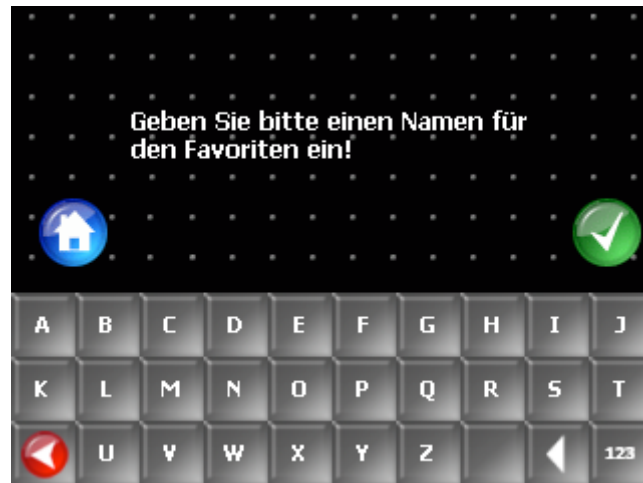 Geben Sie bitte einen Namen für
den Favoriten ein!
A B C D E F G H I J
K L M N O P Q R S T
U V W X Y Z 123